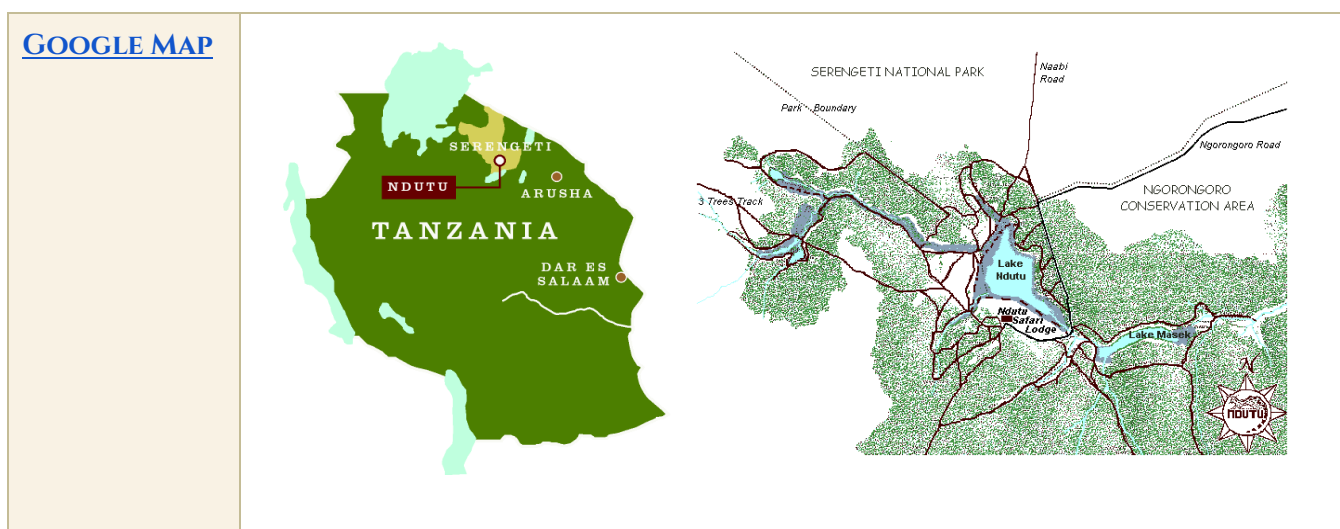 GOOGLE MAP
SERENGETI
NDUTU
ARUSHA
TANZANIA
DAR ES
SALAAM
SERENGETI NATIONAL PARK
Naabi
Road
Park - Boundary
Ngorongoro Road
NGORONGORO
CONSERVATION AREA
3 Trees Track
Lake
Ndutu
Ndutu
Safari
Lodge
Lake Masek
N
NDUTU